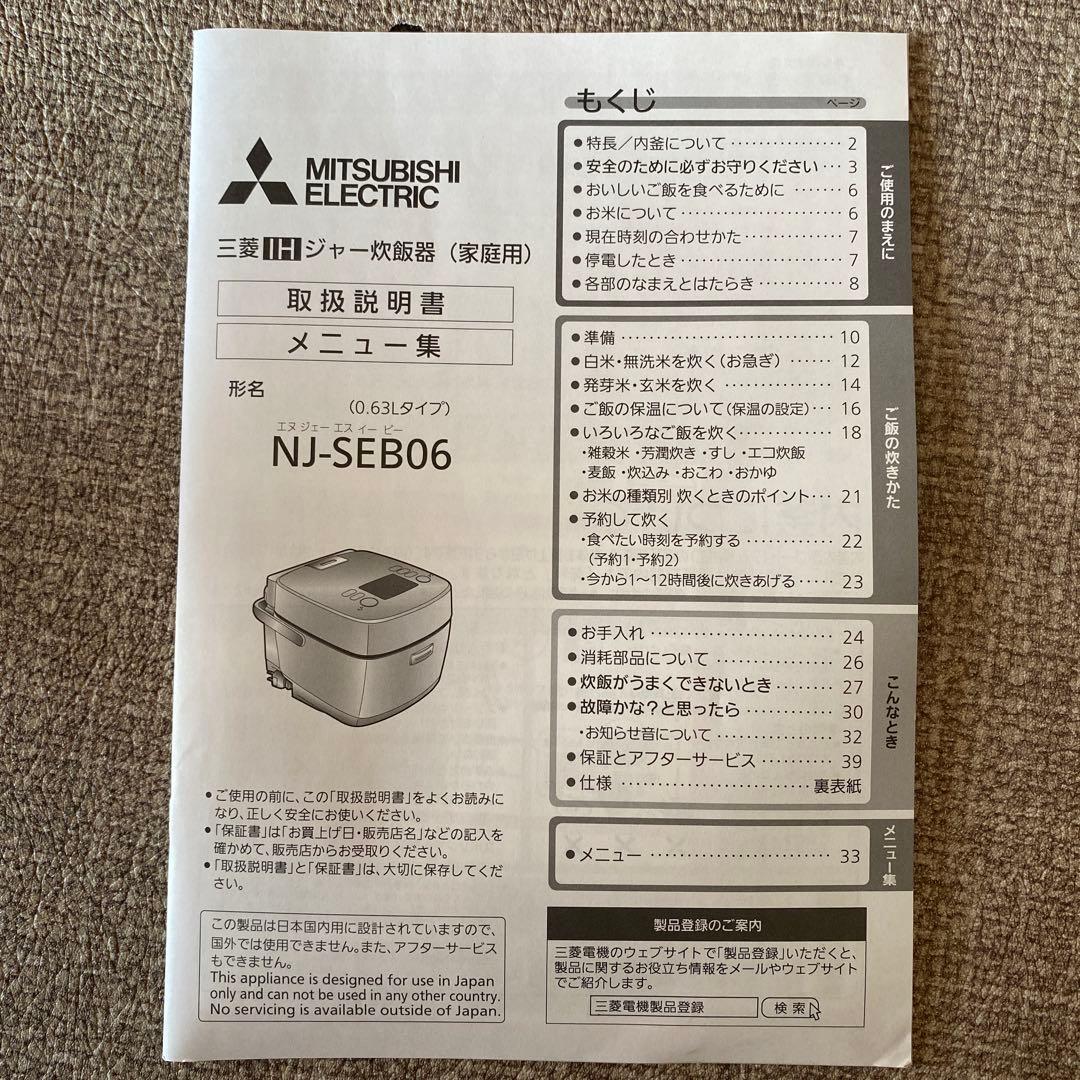 MITSUBISHI
ELECTRIC
三菱IHジャー炊飯器（家庭用）
取扱説明書
メニュー集
形名
（0.63Lタイプ）
エヌ ジェー エス イー ビー
NJ-SEB06
●ご使用の前に、この「取扱説明書」をよくお読みに
なり、正しく安全にお使いください。
●「保証書」は「お買上げ日・販売店名」などの記入を
確かめて、販売店からお受取りください。
●「取扱説明書」と「保証書」は、大切に保存してくだ
さい。
この製品は日本国内用に設計されていますので、
国外では使用できません。また、アフターサービス
もできません。
This appliance is designed for use in Japan
only and can not be used in any other country.
No servicing is available outside of Japan.
もくじ
ページ
●特長／内釜について・・・・・・・・・・・・・・・・2
●安全のために必ずお守りください・・・3
●おいしいご飯を食べるために・・・・・・・6
●お米について・・・・・・・・・・・・・・・・・・・・・・6
●現在時刻の合わせかた・・・・・・・・・・・・・7
●停電したとき・・・・・・・・・・・・・・・・・・・・・・7
●各部のなまえとはたらき・・・・・・・・・・・・8
ご使用のまえに
●準備・・・・・・・・・・・・・・・・・・・・・・・・・・・・・10
●白米・無洗米を炊く（お急ぎ）・・・・・・12
●発芽米・玄米を炊く・・・・・・・・・・・・・・・14
●ご飯の保温について（保温の設定）・・・16
●いろいろなご飯を炊く・・・・・・・・・・・・・18
・雑穀米・芳潤炊き・すし・エコ炊飯
・麦飯・炊込み・おこわ・おかゆ
●お米の種類別 炊くときのポイント・・・21
●予約して炊く
・食べたい時刻を予約する・・・・・・・・・・・・22
（予約1・予約2）
・今から1～12時間後に炊きあげる・・・・・23
ご飯の炊きかた
●お手入れ・・・・・・・・・・・・・・・・・・・・・・・・・24
●消耗部品について・・・・・・・・・・・・・・・・26
●炊飯がうまくできないとき・・・・・・・・27
●故障かな？と思ったら・・・・・・・・・・・・30
・お知らせ音について・・・・・・・・・・・・・・・・32
●保証とアフターサービス・・・・・・・・・・39
●仕様・・・・・・・・・・・・・・・・・・・・・・・・・・裏表紙
こんなとき
●メニュー・・・・・・・・・・・・・・・・・・・・・・・・・33
メニュー集
製品登録のご案内
三菱電機のウェブサイトで「製品登録」いただくと、
製品に関するお役立ち情報をメールやウェブサイト
でご紹介します。
三菱電機製品登録 検索